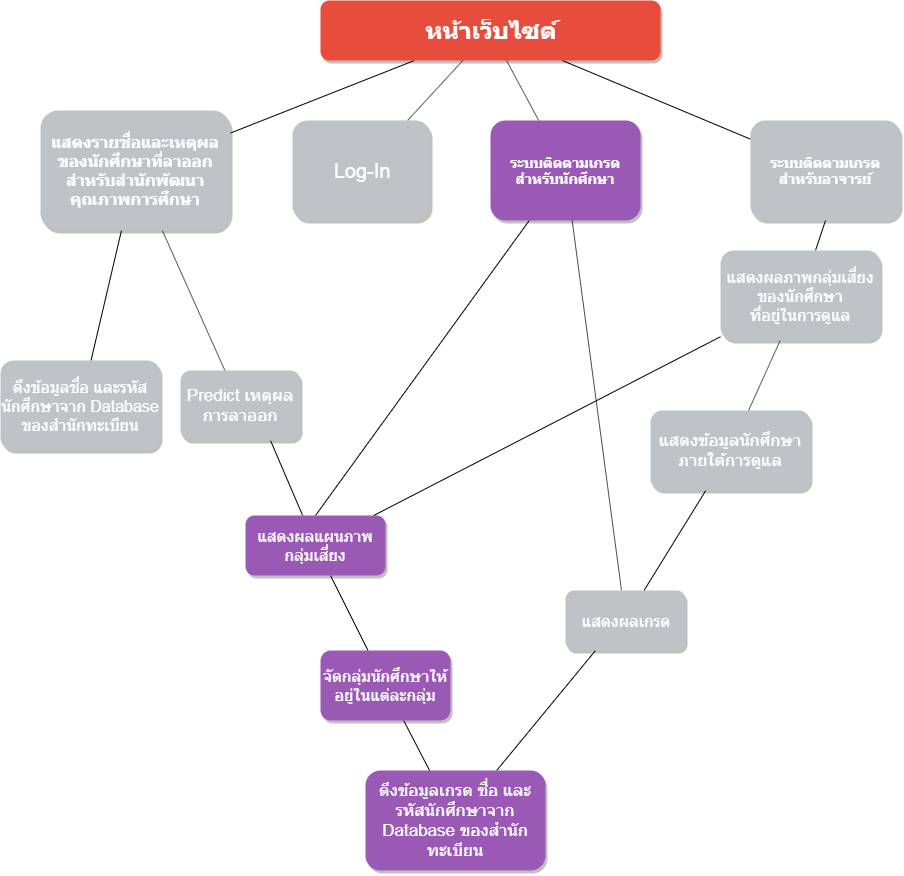 หน้าเว็บไซต์
แสดงรายชื่อและเหตุผล
ของนักศึกษาที่ลาออก
สำหรับสำนักพัฒนา
คุณภาพการศึกษา
Log-In
ระบบติดตามเกรด
สำหรับนักศึกษา
ระบบติดตามเกรด
สำหรับอาจารย์
แสดงผลภาพกลุ่มเสี่ยง
ของนักศึกษา
ที่อยู่ในการดูแล
ดึงข้อมูลชื่อ และรหัส
นักศึกษาจาก Database
ของสำนักทะเบียน
Predict เหตุผล
การลาออก
แสดงข้อมูลนักศึกษา
ภายใต้การดูแล
แสดงผลแผนภาพ
กลุ่มเสี่ยง
แสดงผลเกรด
จัดกลุ่มนักศึกษาให้
อยู่ในแต่ละกลุ่ม
ดึงข้อมูลเกรด ชื่อ และ
รหัสนักศึกษาจาก
Database ของสำนัก
ทะเบียน